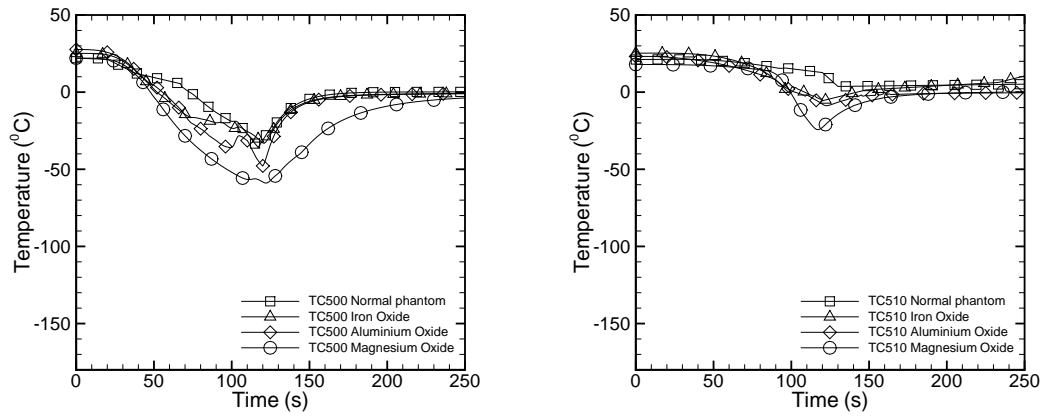 50
0
-50
-100
-150
0 50 100 150 200 250
Temperature (⁰C)
Time (s)
TC500 Normal phantom
TC500 Iron Oxide
TC500 Aluminium Oxide
TC500 Magnesium Oxide
50
0
-50
-100
-150
0 50 100 150 200 250
Temperature (⁰C)
Time (s)
TC510 Normal phantom
TC510 Iron Oxide
TC510 Aluminium Oxide
TC510 Magnesium Oxide